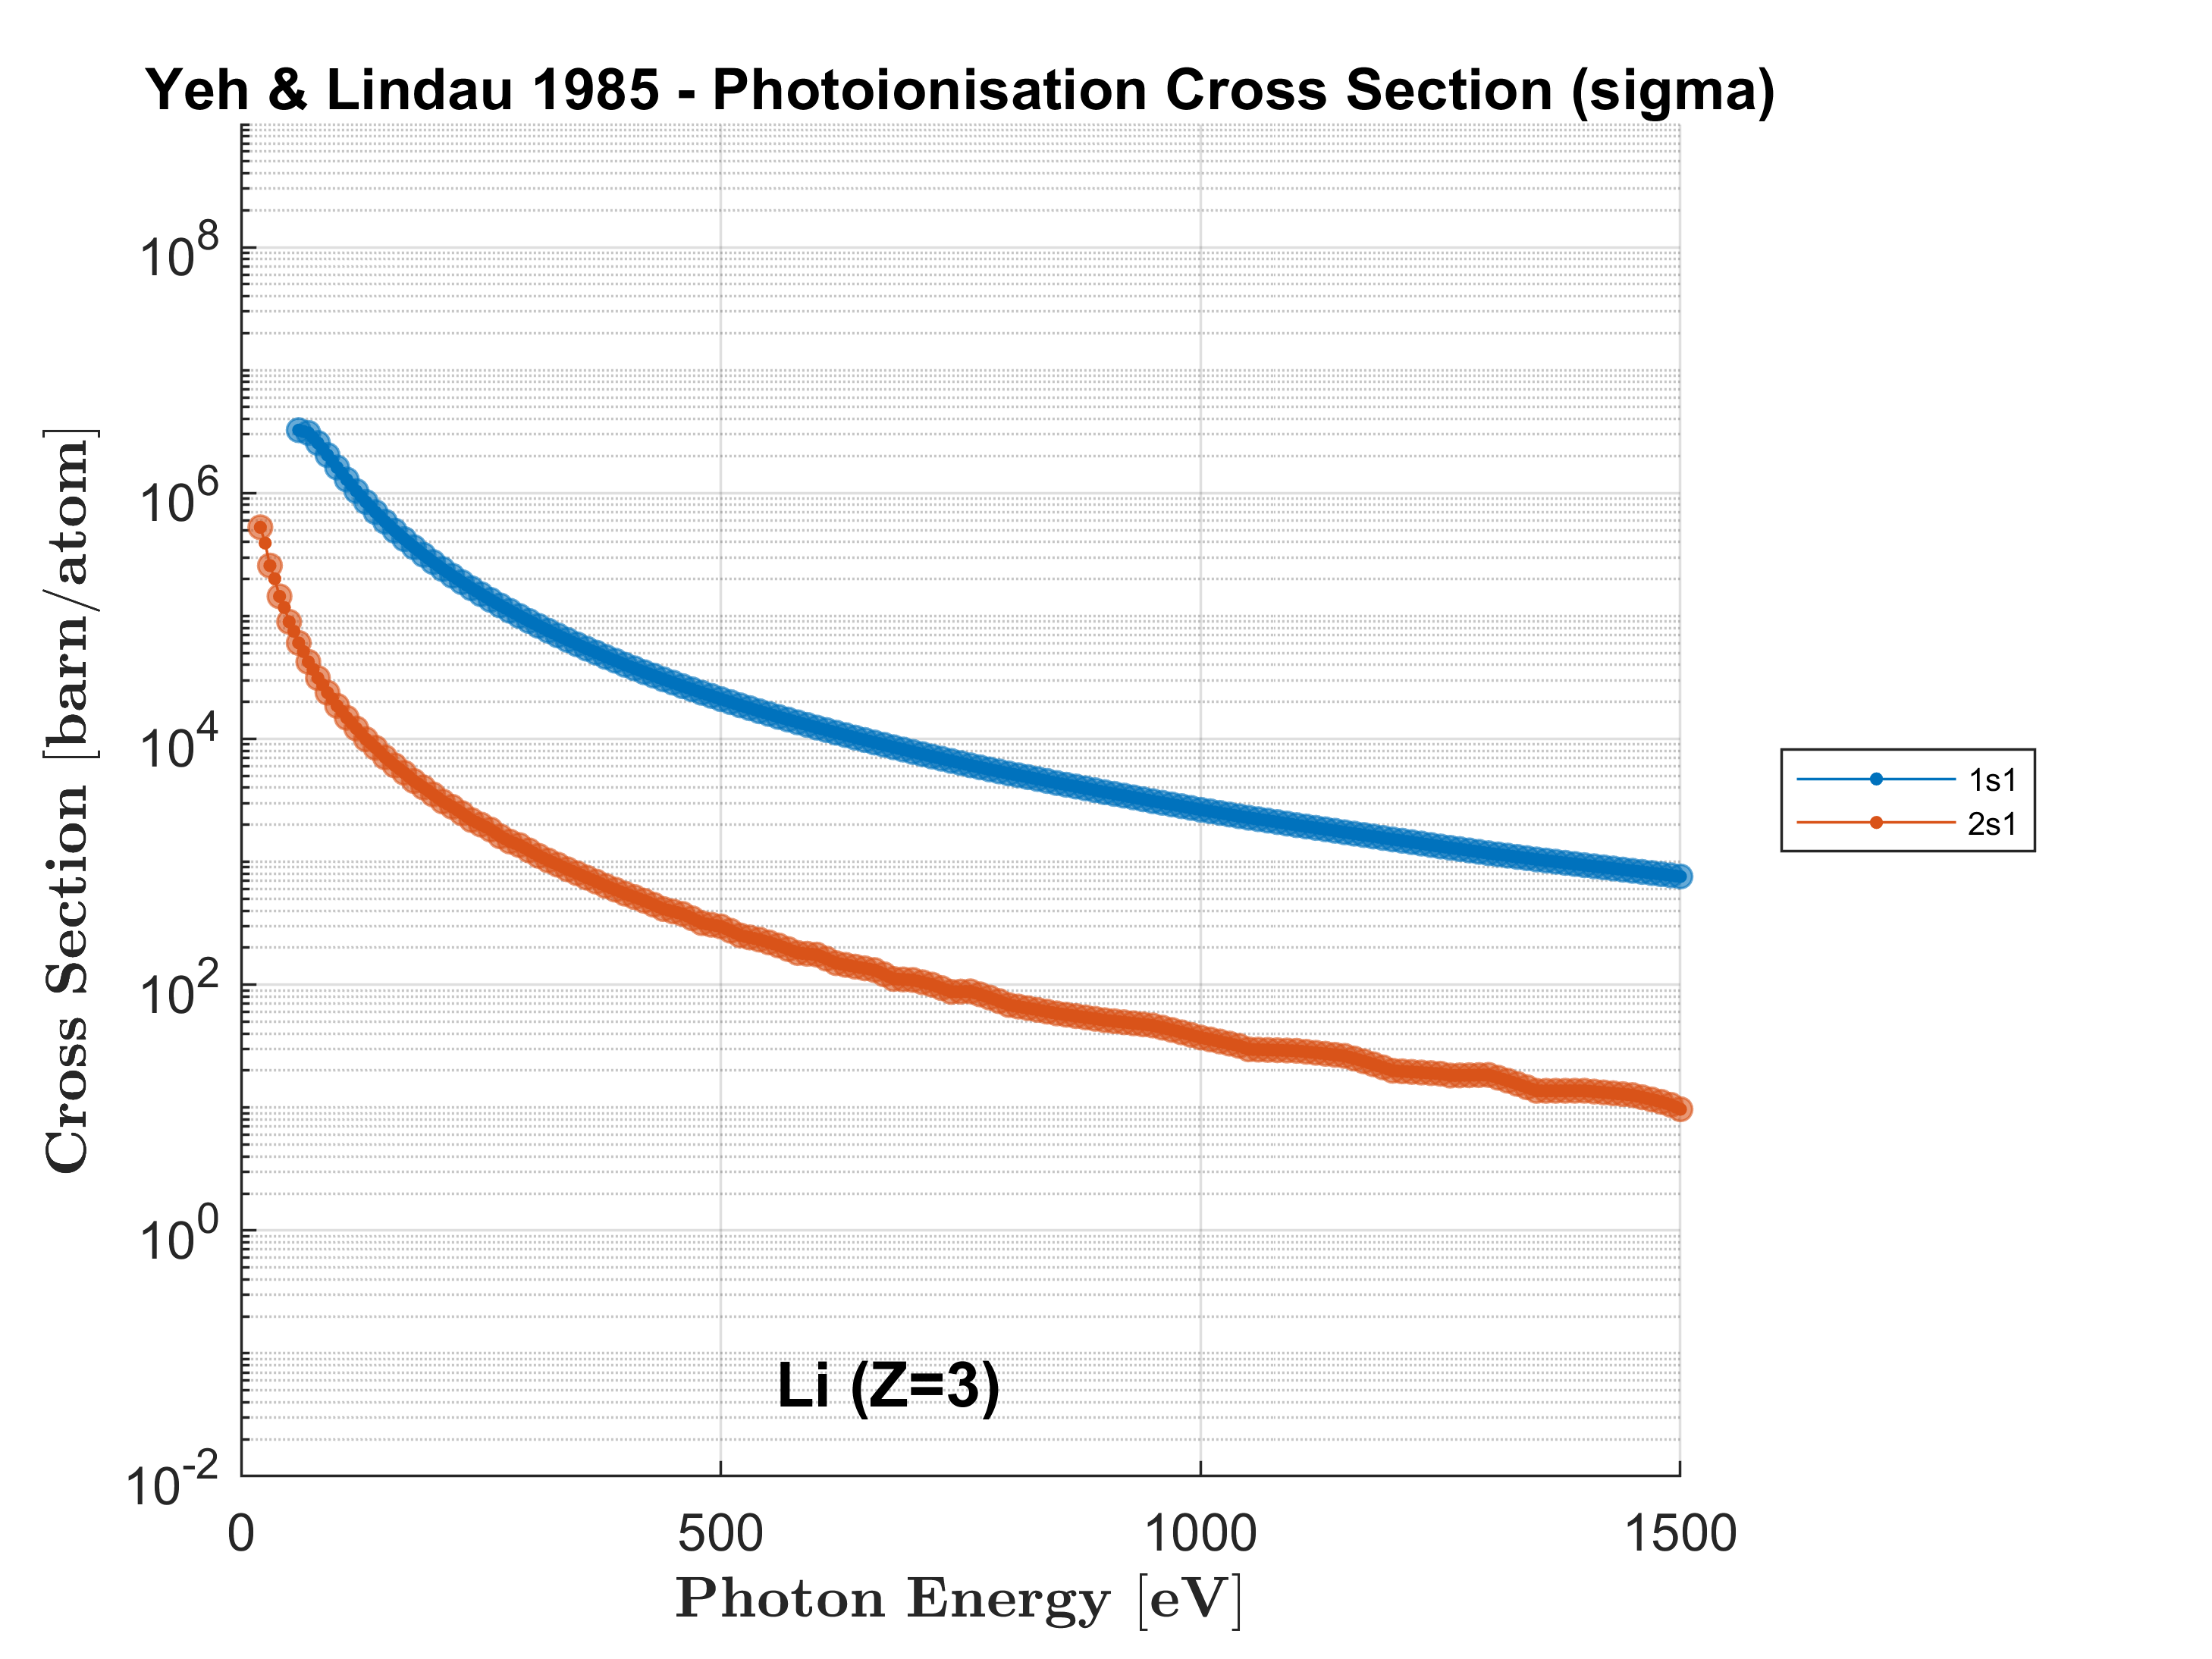 Yeh & Lindau 1985 - Photoionisation Cross Section (sigma)
10^8
10^6
10^4
10^2
10^0
10^-2
Cross Section [barn/atom]
1s1
2s1
Li (Z=3)
0 500 1000 1500
Photon Energy [eV]